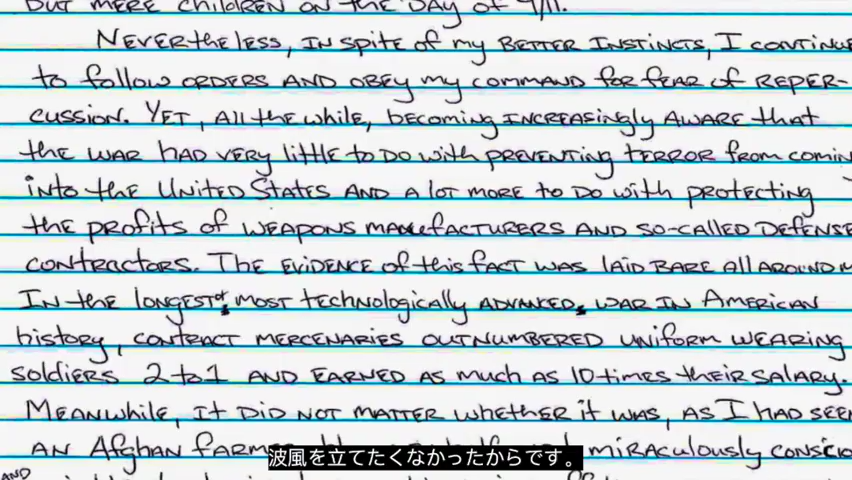 but mere children on the day of 9/11.
Nevertheless, in spite of my better instincts, I continue
to follow orders and obey my command for fear of reper-
cussion. Yet, all the while, becoming increasingly aware that
the war had very little to do with preventing terror from coming
into the United States and a lot more to do with protecting
the profits of weapons manufacturers and so-called defense
contractors. The evidence of this fact was laid bare all around m
In the longest or most technologically advanced, war in American
history, contract mercenaries outnumbered uniform wearing
soldiers 2 to 1 and earned as much as 10 times their salary.
Meanwhile, it did not matter whether it was, as I had seen
an Afghan farme miraculously consci
and
波風を立てたくなかったからです。